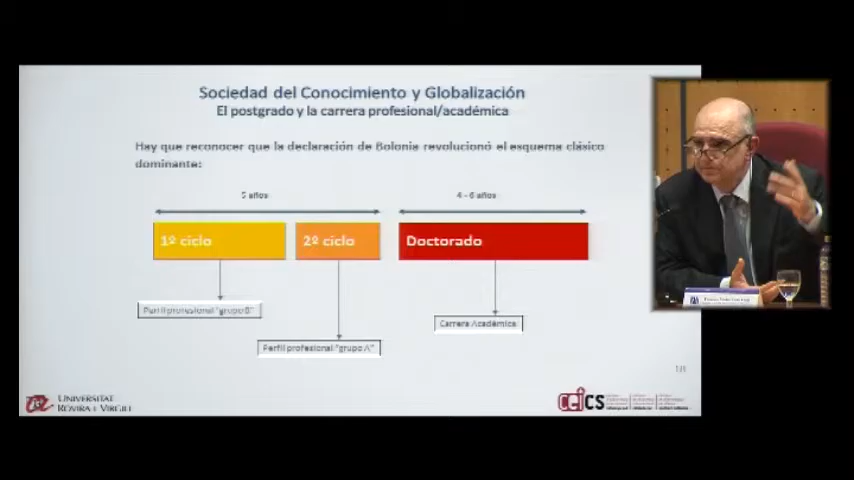 Sociedad del Conocimiento y Globalización
El postgrado y la carrera profesional/académica
Hay que reconocer que la declaración de Bolonia revolucionó el esquema clásico
dominante:
5 años
4 - 6 años
1º ciclo
2º ciclo
Doctorado
Perfil profesional "grupo B"
Carrera Académica
Perfil profesional "grupo A"
UNIVERSITAT
ROVIRA I VIRGILI
ceics